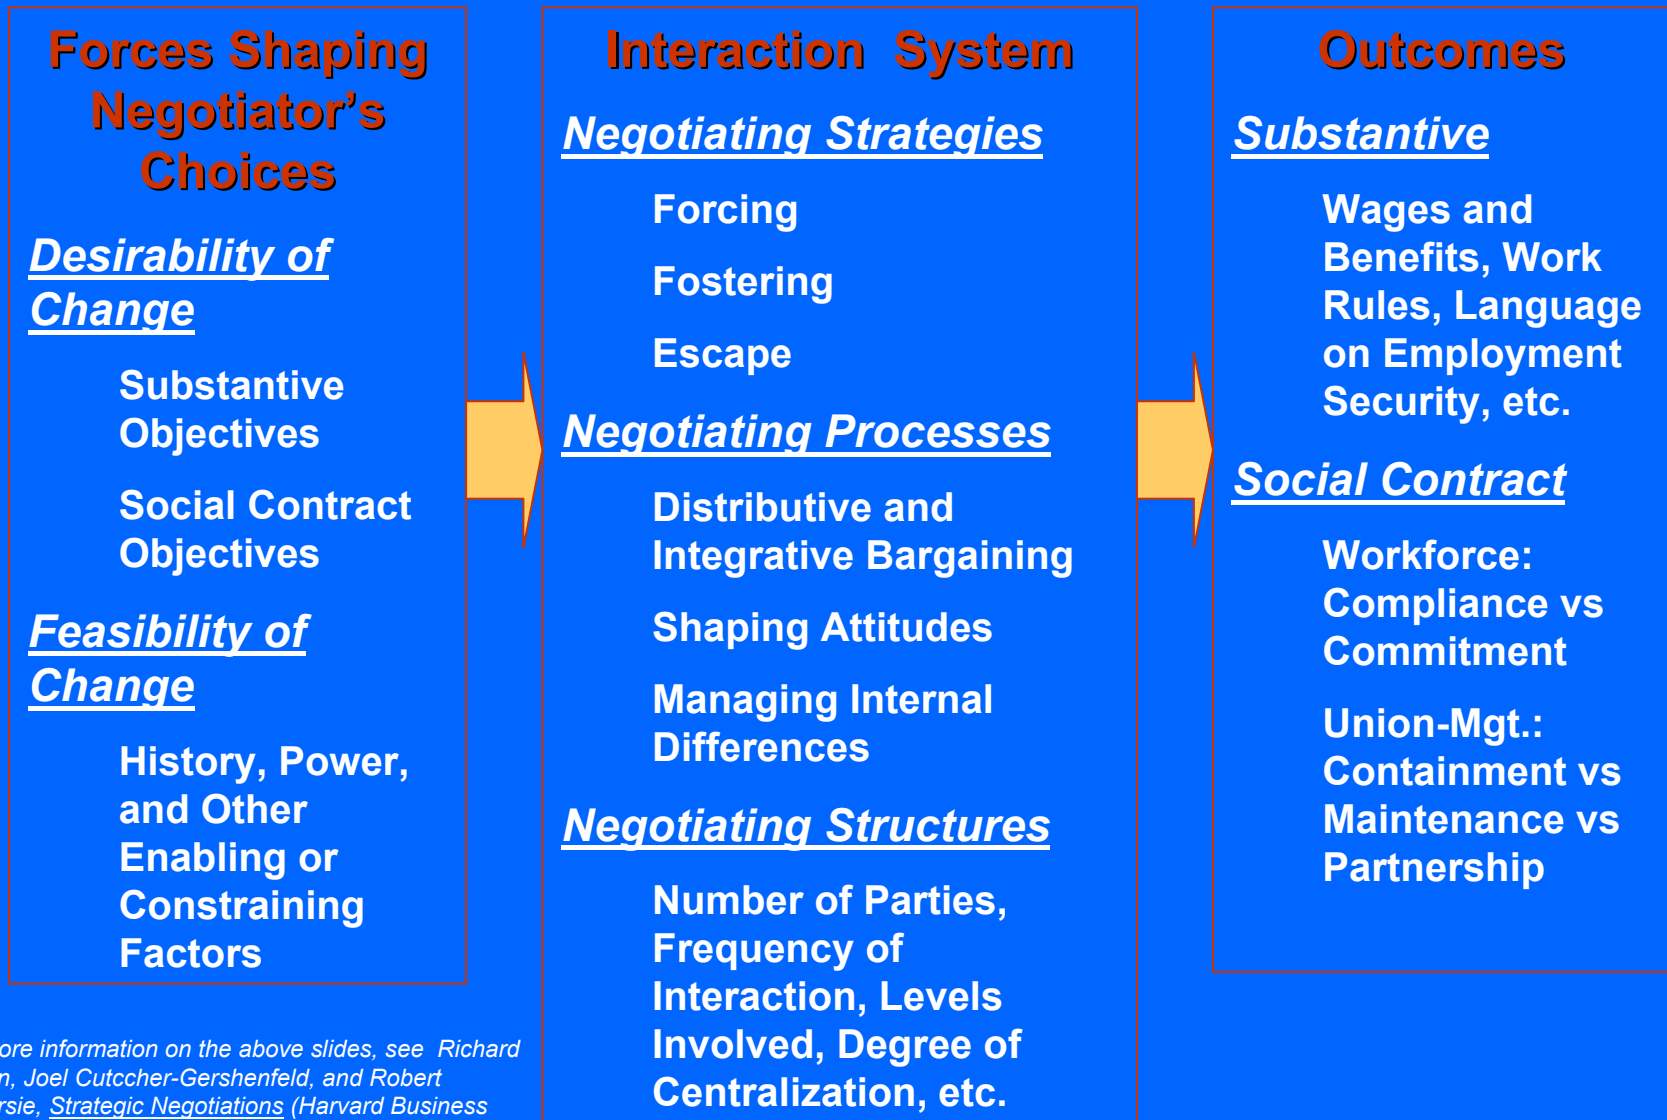 Forces Shaping
Negotiator’s
Choices
Desirability of
Change
Substantive
Objectives
Social Contract
Objectives
Feasibility of
Change
History, Power,
and Other
Enabling or
Constraining
Factors
Interaction System
Negotiating Strategies
Forcing
Fostering
Escape
Negotiating Processes
Distributive and
Integrative Bargaining
Shaping Attitudes
Managing Internal
Differences
Negotiating Structures
Number of Parties,
Frequency of
Interaction, Levels
Involved, Degree of
Centralization, etc.
Outcomes
Substantive
Wages and
Benefits, Work
Rules, Language
on Employment
Security, etc.
Social Contract
Workforce:
Compliance vs
Commitment
Union-Mgt.:
Containment vs
Maintenance vs
Partnership
information on the above slides, see Richard
Joel Cutccher-Gershenfeld, and Robert
Strategic Negotiations (Harvard Business